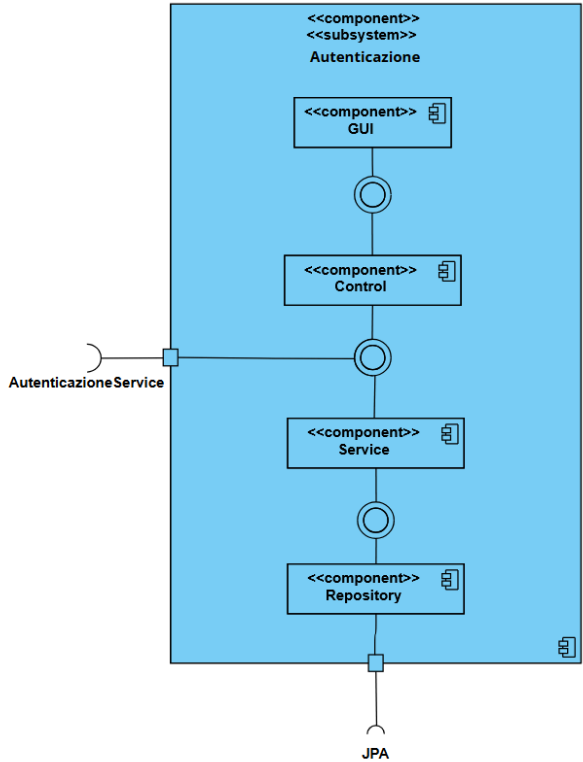 <<component>>
<<subsystem>>
Autenticazione
<<component>>
GUI
<<component>>
Control
AutenticazioneService
<<component>>
Service
<<component>>
Repository
JPA